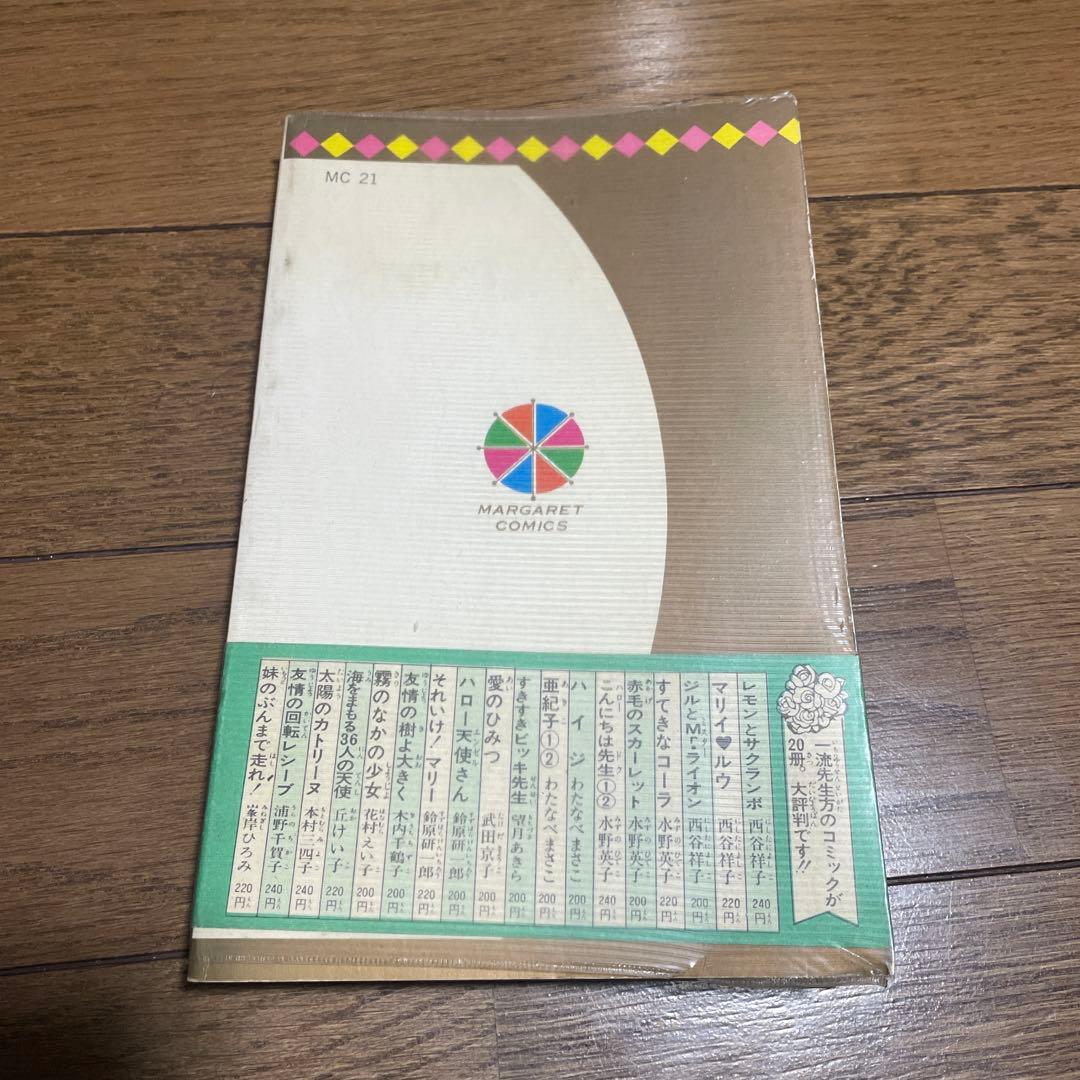 MC 21
MARGARET
COMICS
一流先生方のコミックが
20冊。大評判です!!
レモンとサクランボ 西谷祥子 240円
マリイ♥ルウ 西谷祥子 220円
ジルとMr.ライオン 西谷祥子 200円
すてきなコーラ 水野英子 220円
赤毛のスカーレット 水野英子 200円
こんにちは先生①② 水野英子 240円
ハイジ わたなべまさこ 200円
亜紀子①② わたなべまさこ 200円
すきすきビッキ先生 望月あきら 200円
愛のひみつ 武田京子 200円
ハロー天使さん 鈴原研一郎 200円
それいけ!マリー 鈴原研一郎 220円
友情の樹よ大きく 木内千鶴子 200円
霧のなかの少女 花村えい子 200円
海をまもる36人の天使 丘けい子 220円
太陽のカトリーヌ 本村三四子 240円
友情の回転レシーブ 浦野千賀子 240円
妹のぶんまで走れ! 峯岸ひろみ 220円